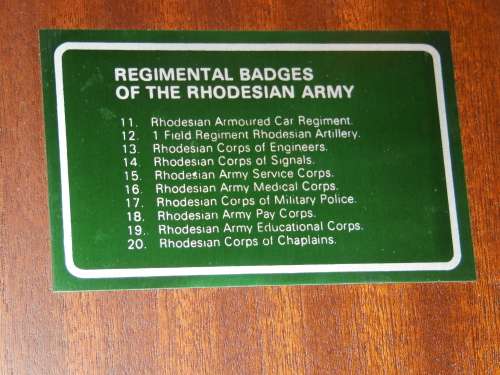 REGIMENTAL BADGES
OF THE RHODESIAN ARMY
11. Rhodesian Armoured Car Regiment.
12. 1 Field Regiment Rhodesian Artillery.
13. Rhodesian Corps of Engineers.
14. Rhodesian Corps of Signals.
15. Rhodesian Army Service Corps.
16. Rhodesian Army Medical Corps.
17. Rhodesian Corps of Military Police.
18. Rhodesian Army Pay Corps.
19. Rhodesian Army Educational Corps.
20. Rhodesian Corps of Chaplains.